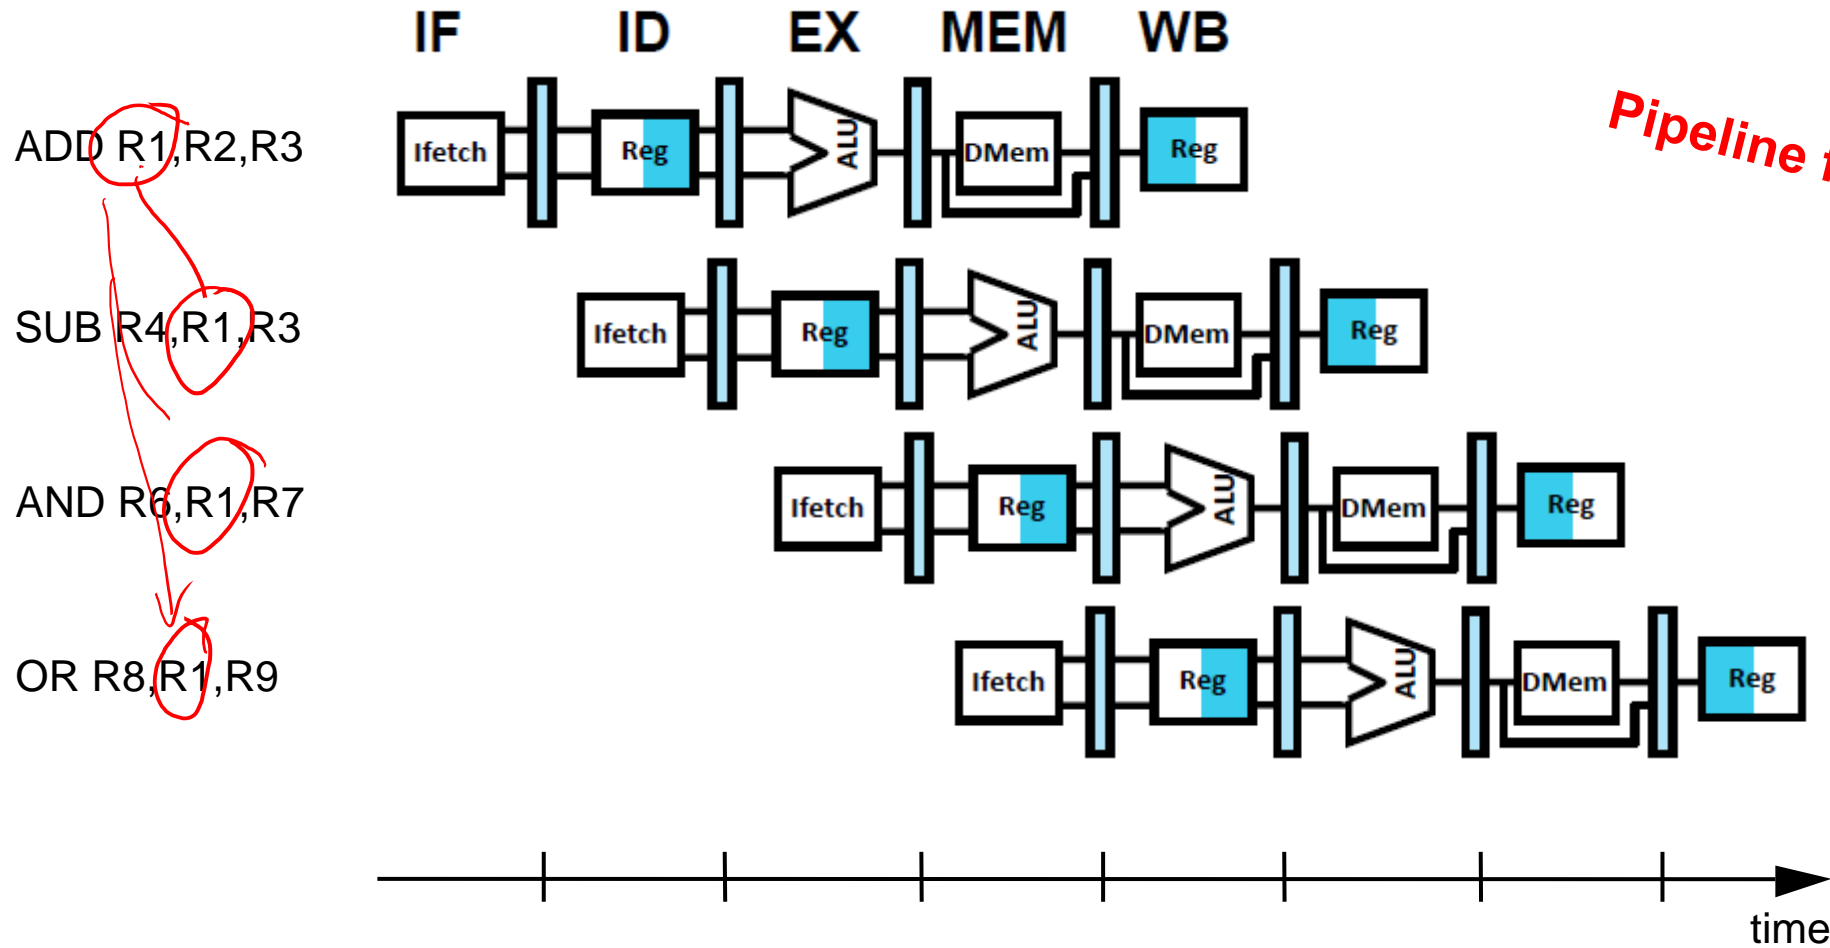 IF ID EX MEM WB
Pipeline
ADD R1,R2,R3
Ifetch Reg ALU DMem Reg
SUB R4,R1,R3
Ifetch Reg ALU DMem Reg
AND R6,R1,R7
Ifetch Reg ALU DMem Reg
OR R8,R1,R9
Ifetch Reg ALU DMem Reg
time